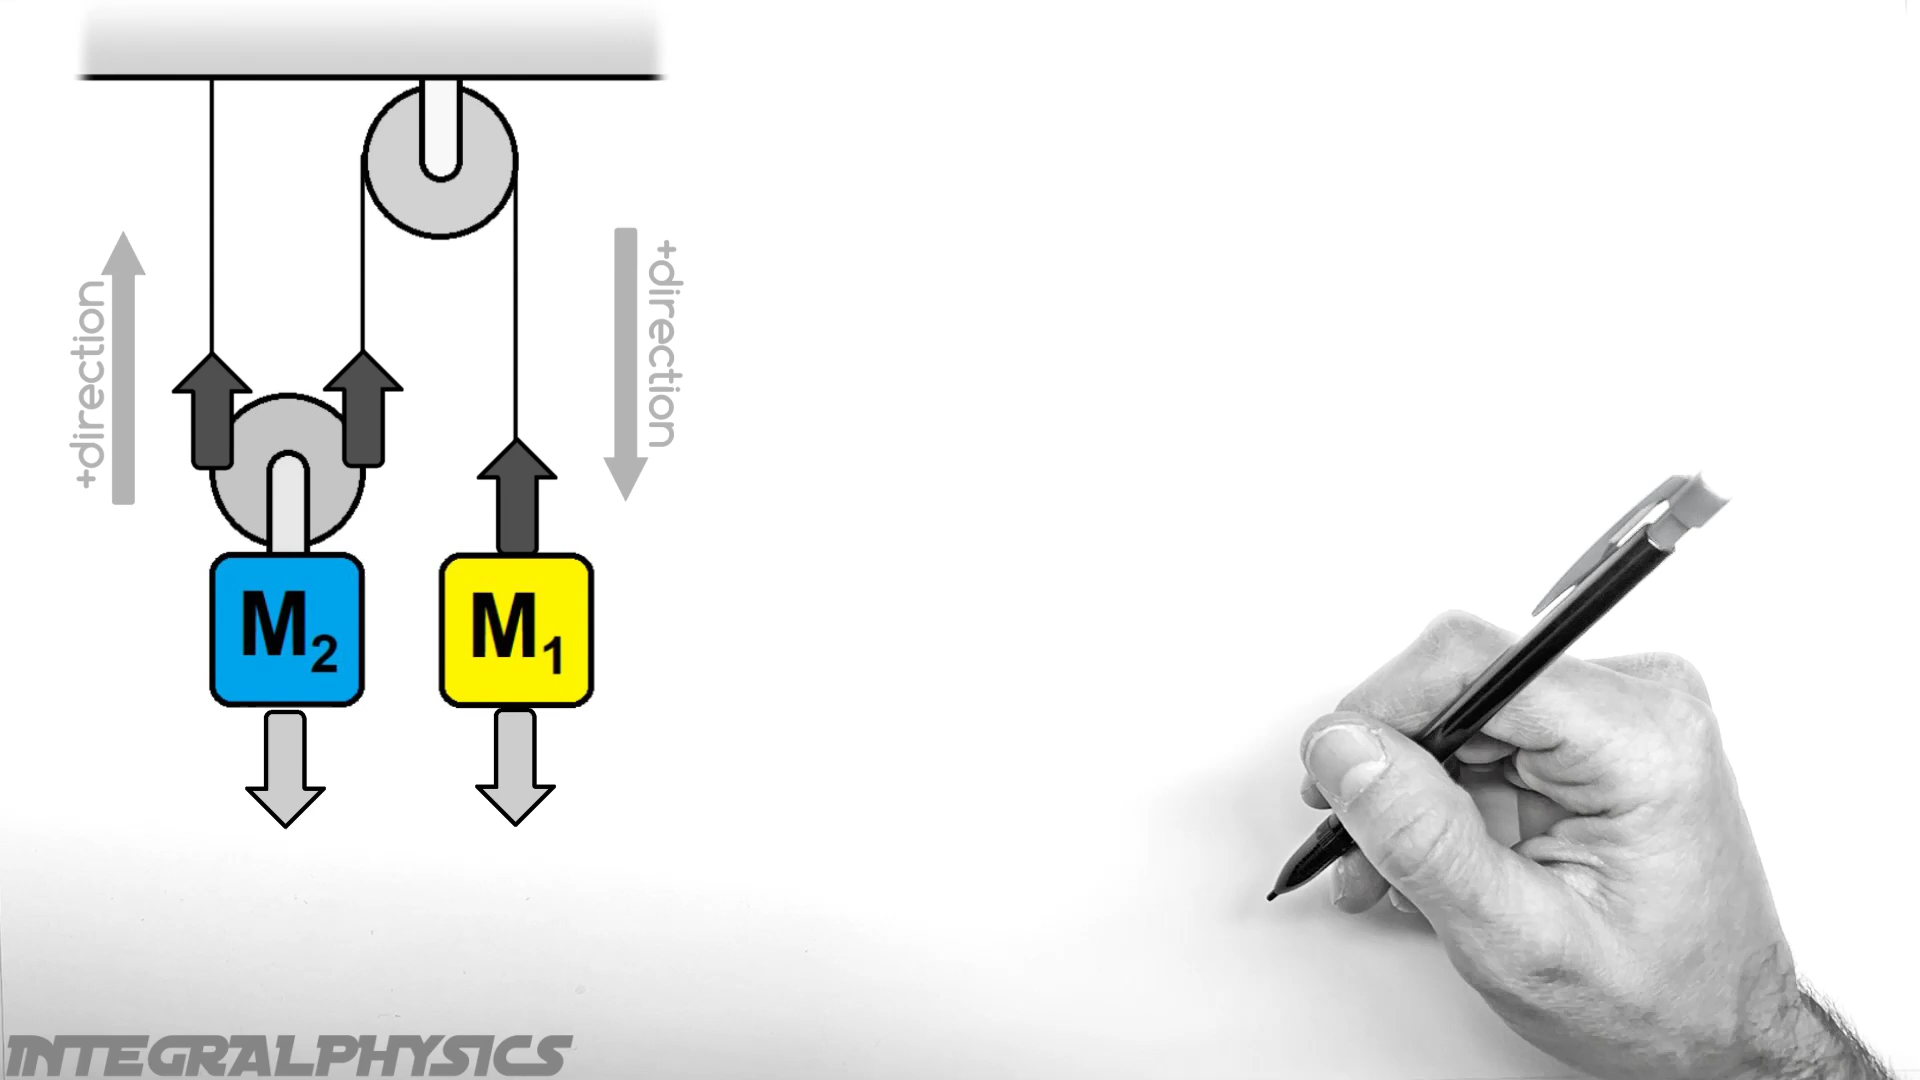 +direction
+direction
M2
M1
INTEGRALPHYSICS